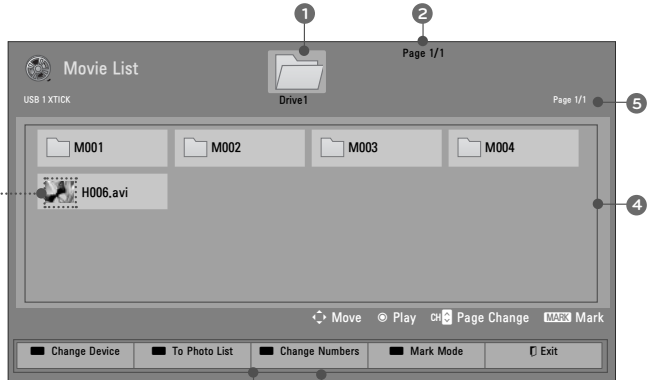 1 2
Page 1/1
Movie List
Drive1
USB 1 XTICK
Page 1/1
5
M001 M002 M003 M004
H006.avi
4
Move Play CH Page Change MARK Mark
Change Device To Photo List Change Numbers Mark Mode Exit